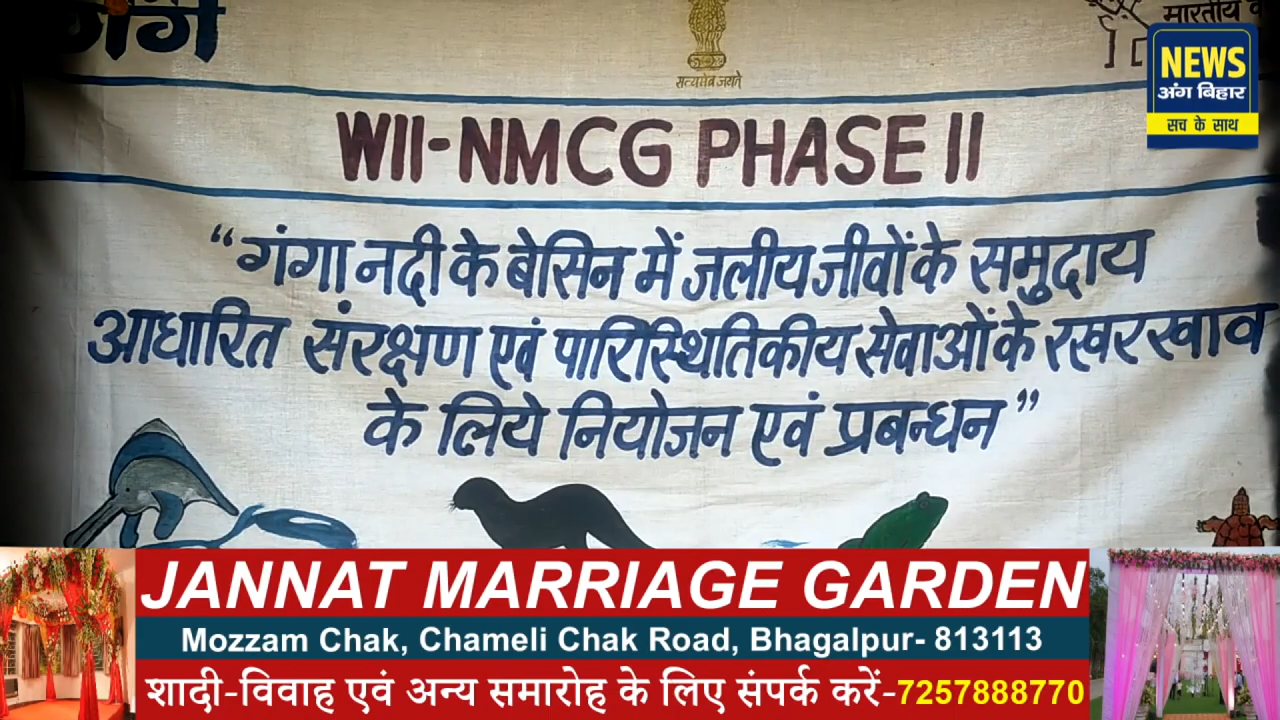 सत्यमेव जयते
भारतीय
NEWS
अंग बिहार
सच के साथ
WII-NMCG PHASE II
“गंगा नदी के बेसिन में जलीय जीवों के समुदाय
आधारित संरक्षण एवं पारिस्थितिकीय सेवाओं के रखरखाव
के लिये नियोजन एवं प्रबन्धन”
JANNAT MARRIAGE GARDEN
Mozzam Chak, Chameli Chak Road, Bhagalpur- 813113
शादी-विवाह एवं अन्य समारोह के लिए संपर्क करें-7257888770